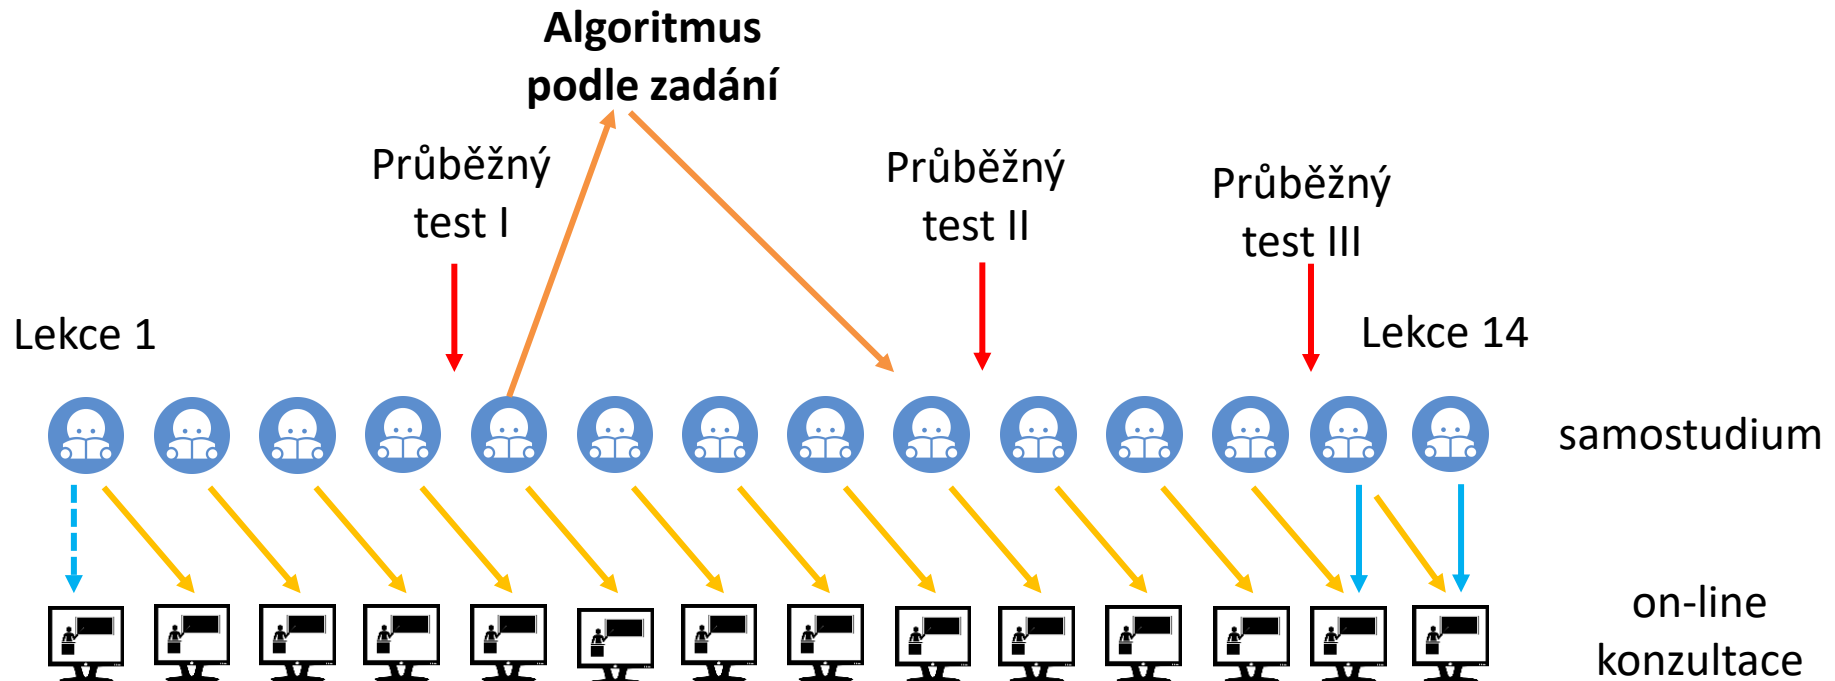 Algoritmus
podle zadání
Průběžný
test I
Průběžný
test II
Průběžný
test III
Lekce 1
Lekce 14
samostudium
on-line
konzultace